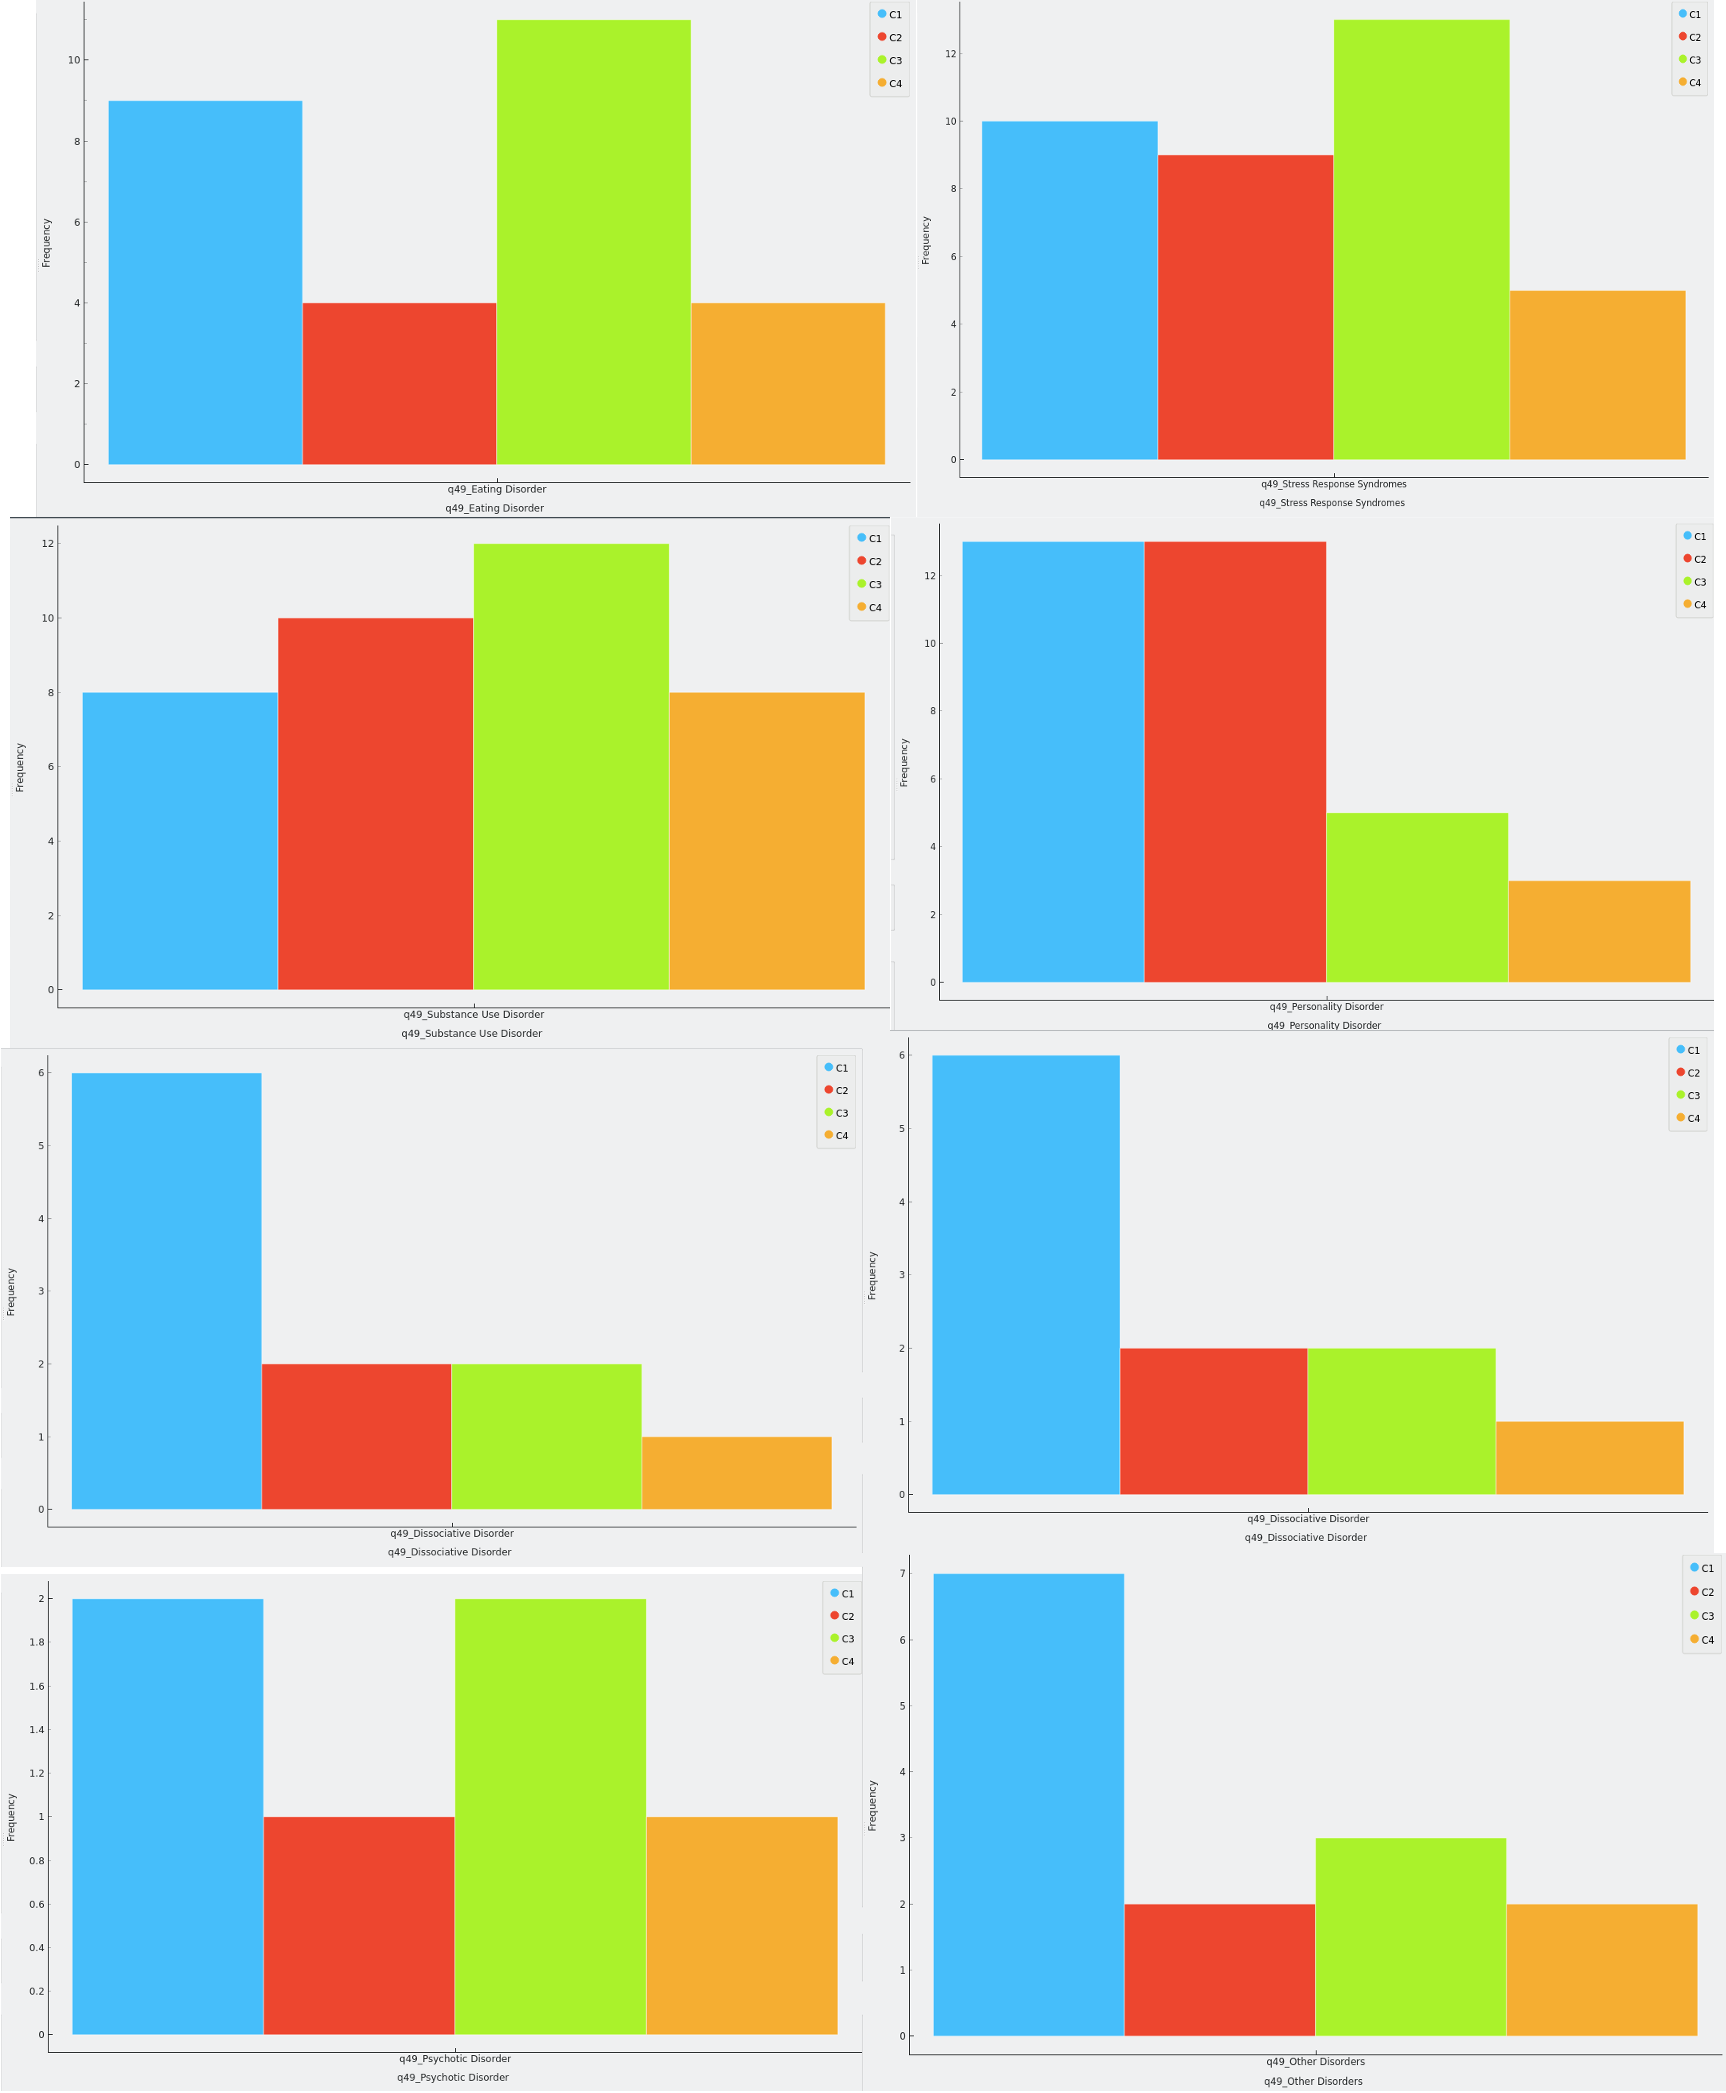 10
8
6
4
2
0
Frequency
C1
C2
C3
C4
q49_Eating Disorder
q49_Eating Disorder
12
10
8
6
4
2
0
Frequency
C1
C2
C3
C4
q49_Stress Response Syndromes
q49_Stress Response Syndromes
12
10
8
6
4
2
0
Frequency
C1
C2
C3
C4
q49_Substance Use Disorder
q49_Substance Use Disorder
12
10
8
6
4
2
0
Frequency
C1
C2
C3
C4
q49_Personality Disorder
q49_Personality Disorder
6
5
4
3
2
1
0
Frequency
C1
C2
C3
C4
q49_Dissociative Disorder
q49_Dissociative Disorder
6
5
4
3
2
1
0
Frequency
C1
C2
C3
C4
q49_Dissociative Disorder
q49_Dissociative Disorder
2
1.8
1.6
1.4
1.2
1
0.8
0.6
0.4
0.2
0
Frequency
C1
C2
C3
C4
q49_Psychotic Disorder
q49_Psychotic Disorder
7
6
5
4
3
2
1
0
Frequency
C1
C2
C3
C4
q49_Other Disorders
q49_Other Disorders